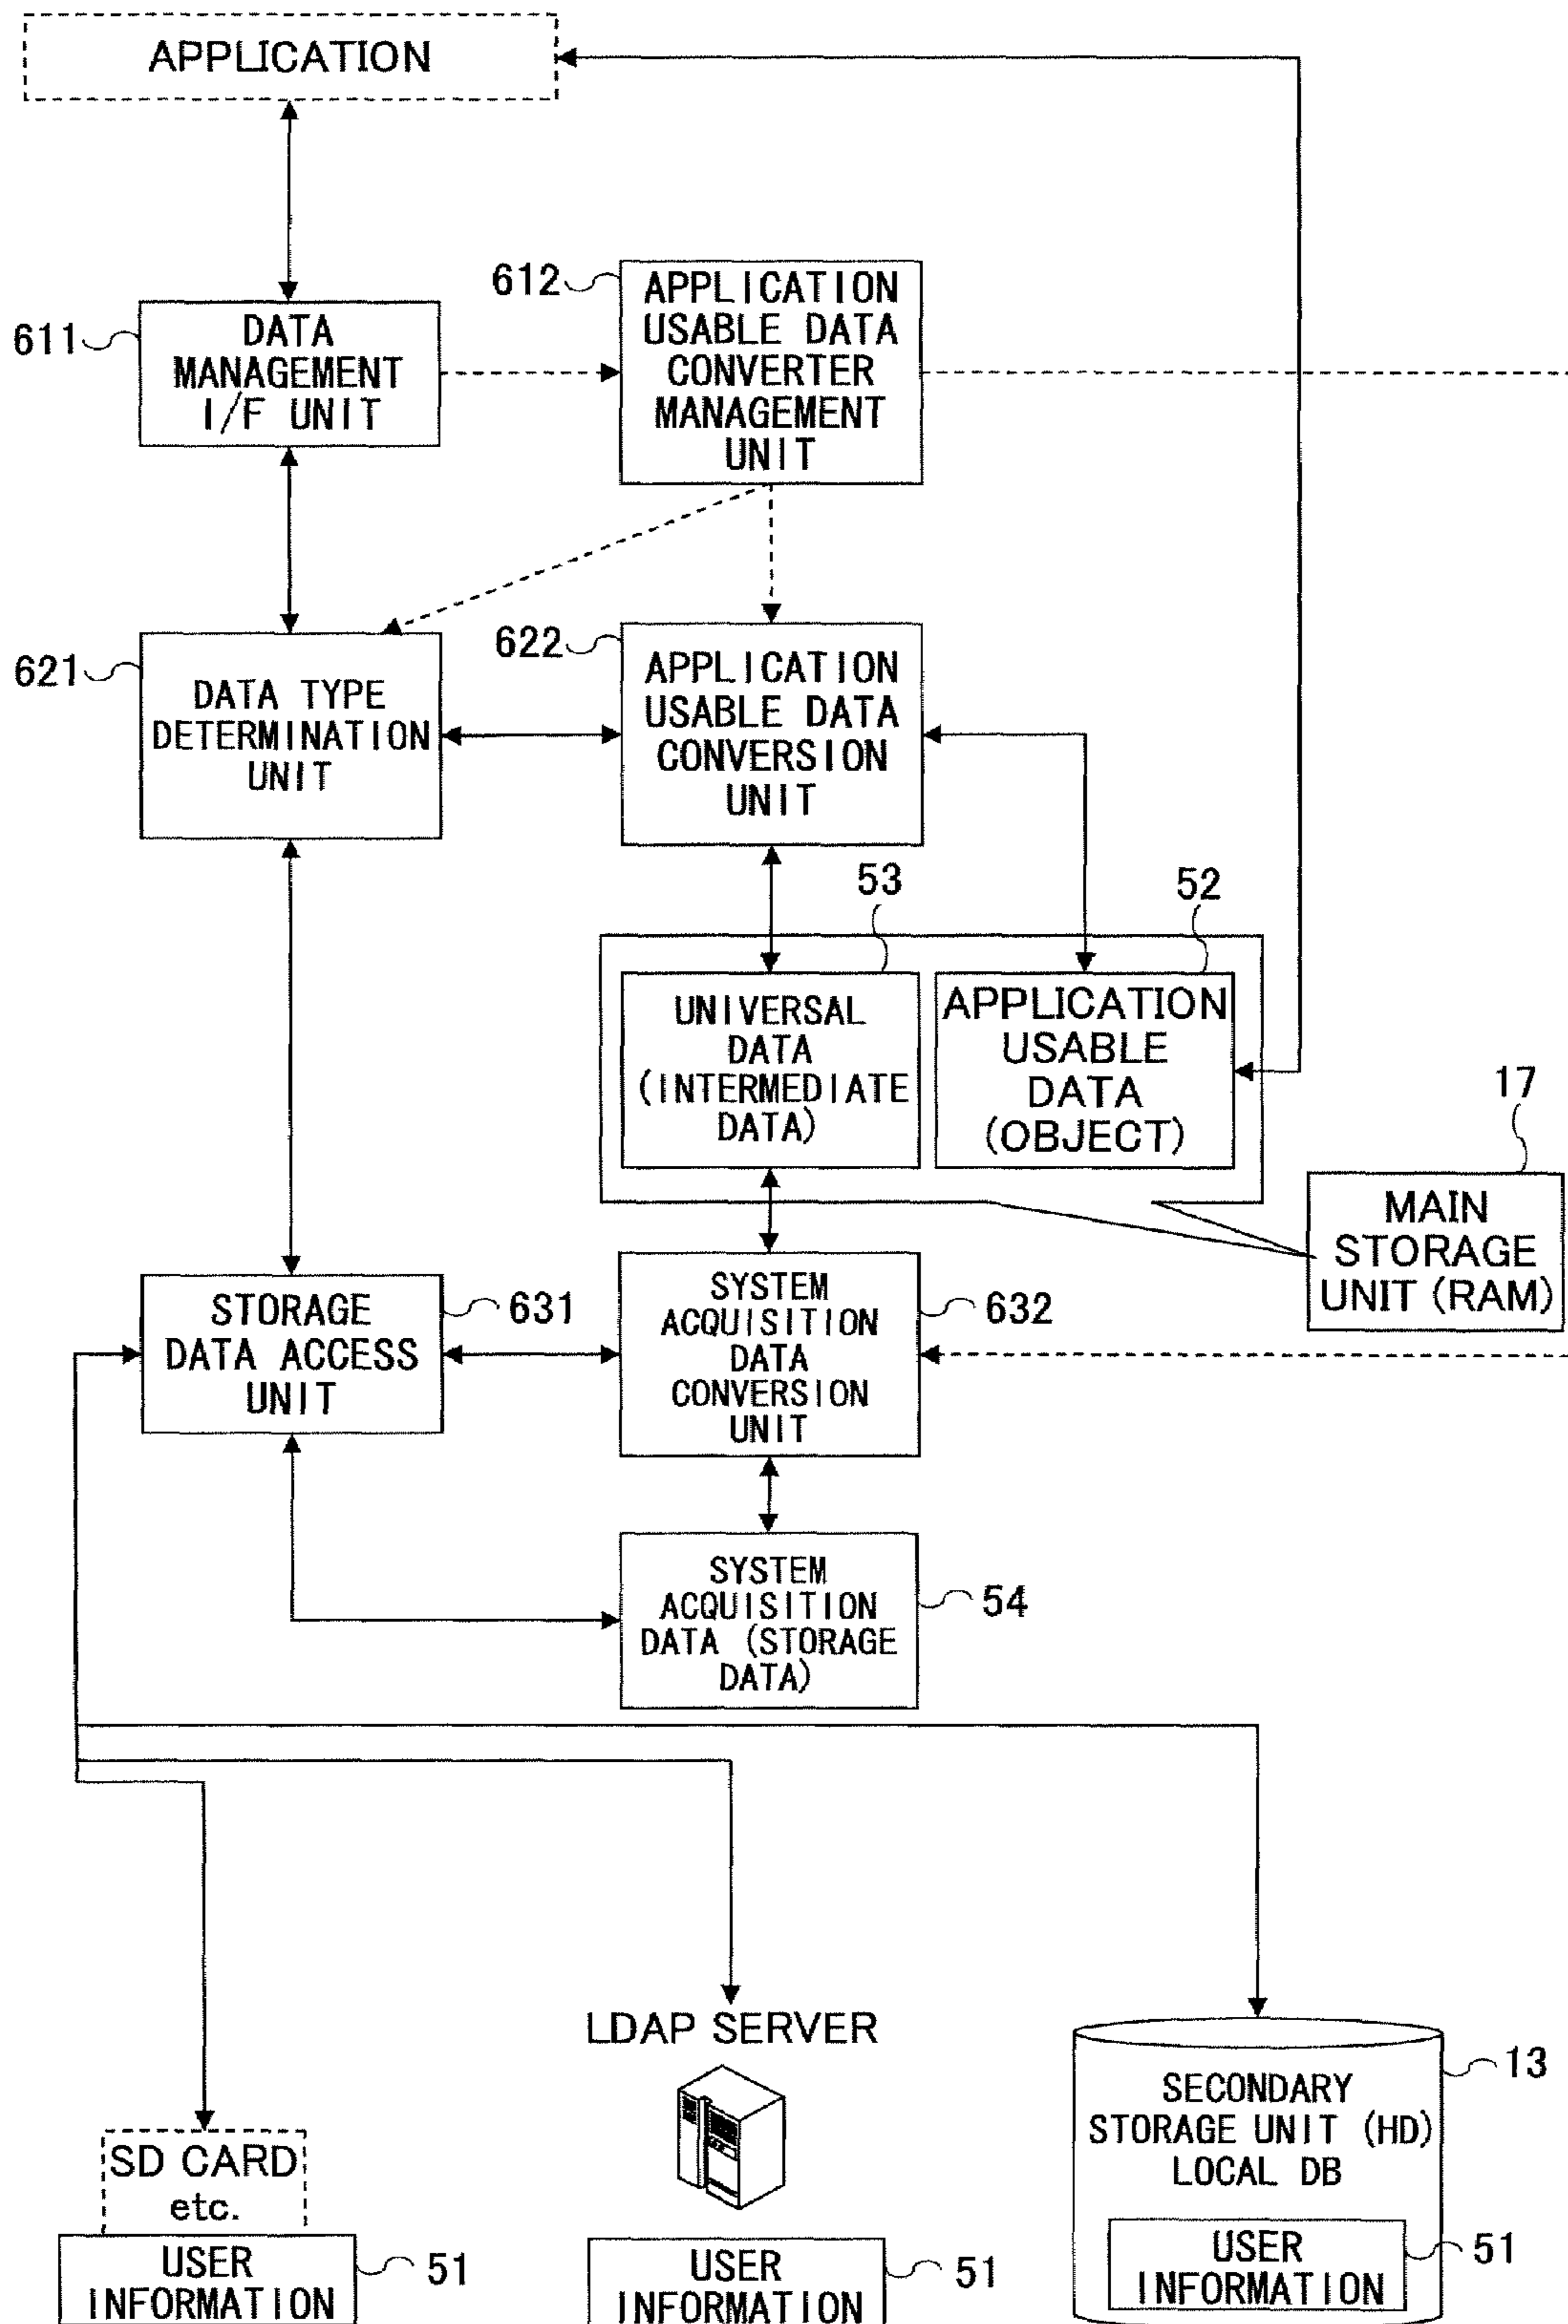 APPLICATION
612
APPLICATION
USABLE DATA
CONVERTER
MANAGEMENT
UNIT
611
DATA
MANAGEMENT
I/F UNIT
621
DATA TYPE
DETERMINATION
UNIT
622
APPLICATION
USABLE DATA
CONVERSION
UNIT
53
52
UNIVERSAL
DATA
(INTERMEDIATE
DATA)
APPLICATION
USABLE
DATA
(OBJECT)
17
MAIN
STORAGE
UNIT (RAM)
STORAGE
DATA ACCESS
UNIT
631
SYSTEM
ACQUISITION
DATA
CONVERSION
UNIT
632
SYSTEM
ACQUISITION
DATA (STORAGE
DATA)
54
LDAP SERVER
13
SECONDARY
STORAGE UNIT (HD)
LOCAL DB
SD CARD
etc.
USER
INFORMATION
51
USER
INFORMATION
51
USER
INFORMATION
51